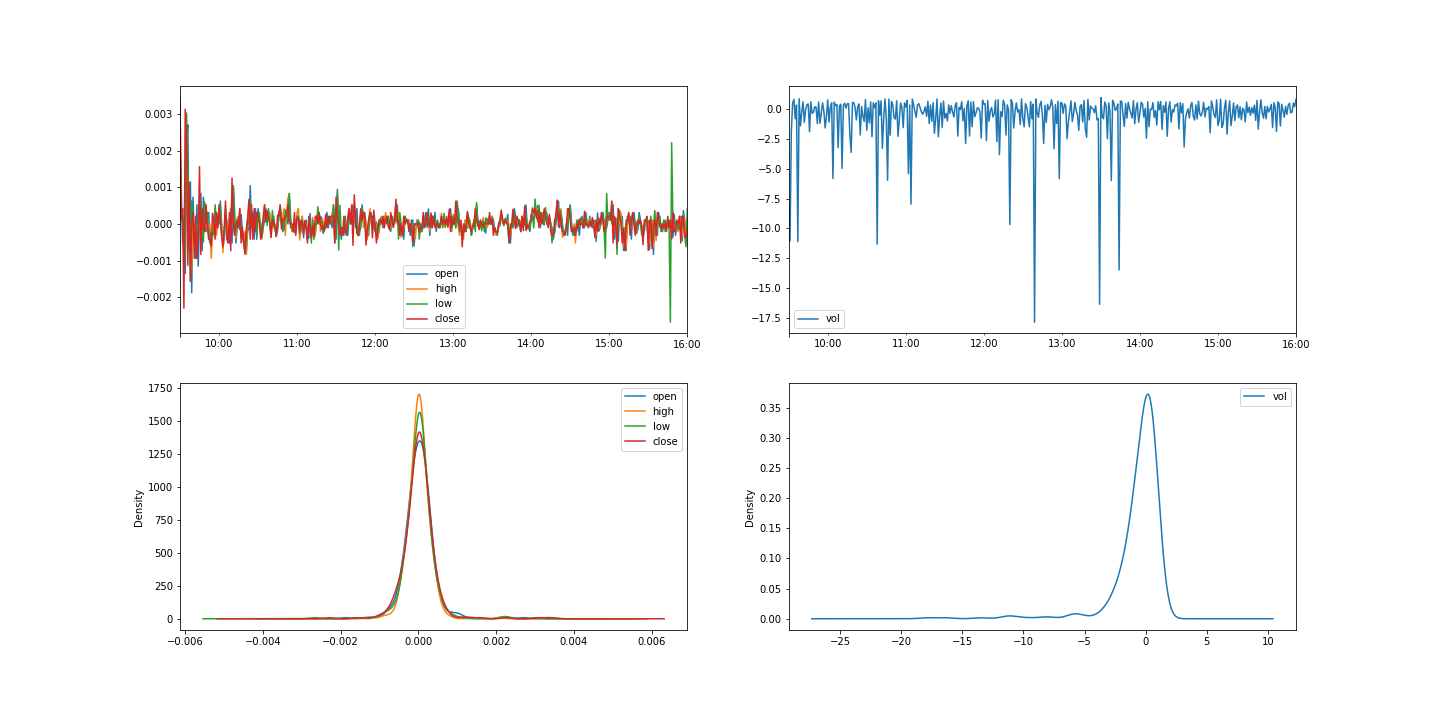 0.003
0.002
0.001
0.000
−0.001
−0.002
10:00 11:00 12:00 13:00 14:00 15:00 16:00
open
high
low
close
0.0
−2.5
−5.0
−7.5
−10.0
−12.5
−15.0
−17.5
10:00 11:00 12:00 13:00 14:00 15:00 16:00
vol
1750
1500
1250
1000
750
500
250
0
Density
−0.006 −0.004 −0.002 0.000 0.002 0.004 0.006
open
high
low
close
0.35
0.30
0.25
0.20
0.15
0.10
0.05
0.00
Density
−25 −20 −15 −10 −5 0 5 10
vol